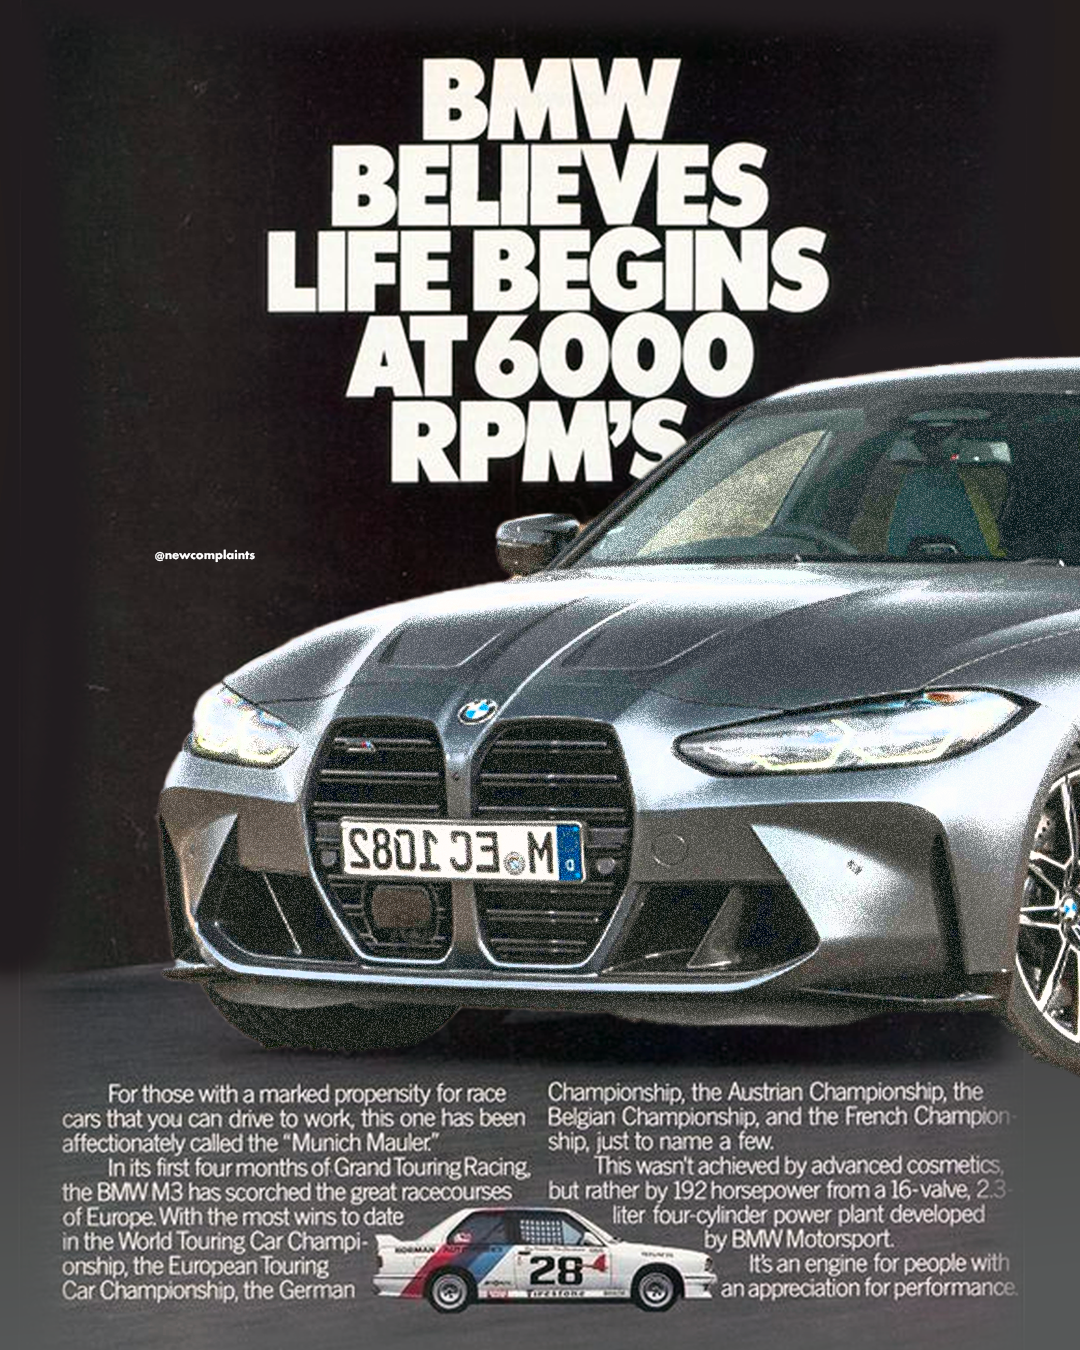 BMW
BELIEVES
LIFE BEGINS
AT 6000
RPM'S
@newcomplaints
M EC 1082
For those with a marked propensity for race
cars that you can drive to work, this one has been
affectionately called the “Munich Mauler.”
In its first four months of Grand Touring Racing,
the BMW M3 has scorched the great racecourses
of Europe. With the most wins to date
in the World Touring Car Champi-
onship, the European Touring
Car Championship, the German
Championship, the Austrian Championship, the
Belgian Championship, and the French Champion-
ship, just to name a few.
This wasn't achieved by advanced cosmetics,
but rather by 192 horsepower from a 16-valve, 2.3-
liter four-cylinder power plant developed
by BMW Motorsport.
It's an engine for people with
an appreciation for performance.
28
Firestone